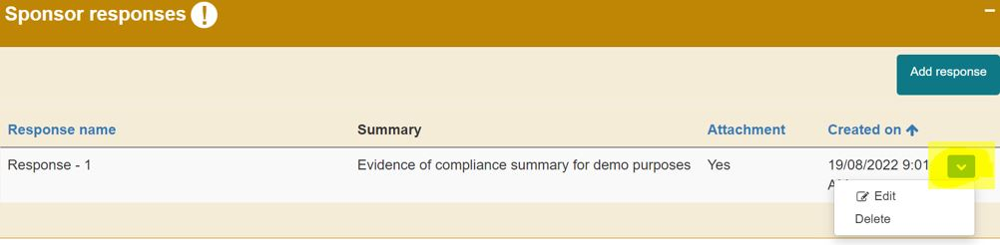 Sponsor responses !
Add response
Response name Summary Attachment Created on
Response - 1 Evidence of compliance summary for demo purposes Yes 19/08/2022 9:01
Edit
Delete